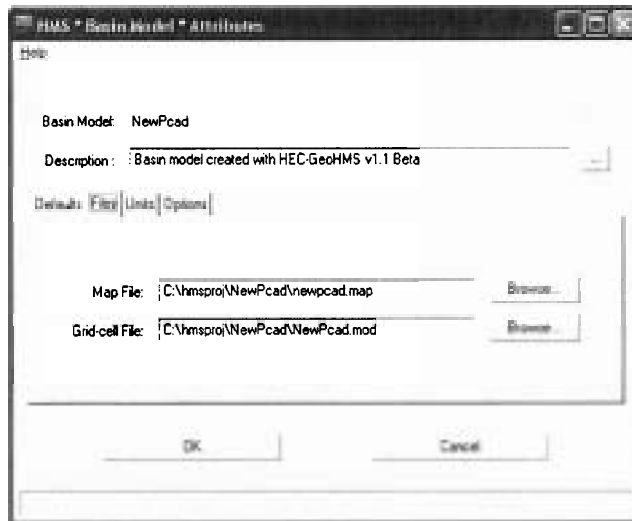 HMS * Basin Model * Attributes
Help
Basin Model: NewPcad
Description : Basin model created with HEC-GeoHMS v1.1 Beta
...
Defaults Files Units Options
Map File: C:\hmsproj\NewPcad\newpcad.map Browse...
Grid-cell File: C:\hmsproj\NewPcad\NewPcad.mod Browse...
OK Cancel